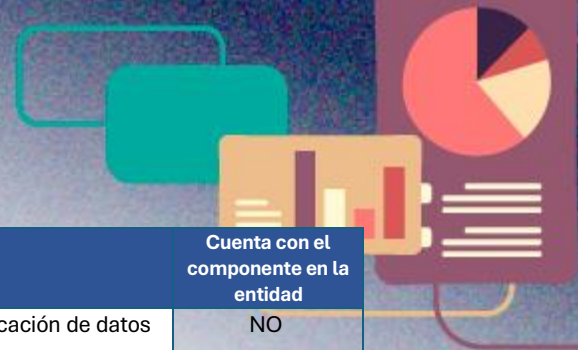 Cuenta con el
componente en la
entidad
cación de datos NO